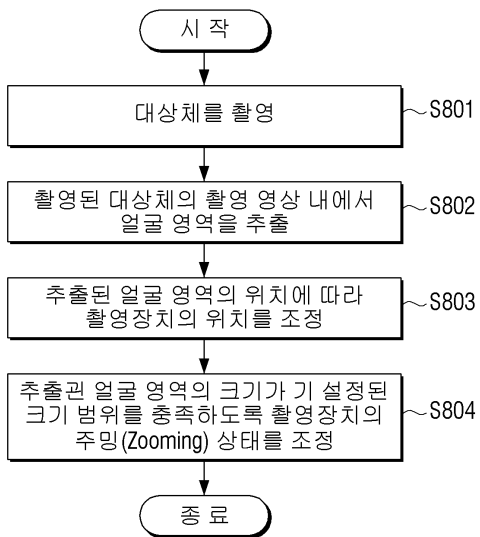 시 작
대상체를 촬영
S801
촬영된 대상체의 촬영 영상 내에서
얼굴 영역을 추출
S802
추출된 얼굴 영역의 위치에 따라
촬영장치의 위치를 조정
S803
추출괸 얼굴 영역의 크기가 기 설정된
크기 범위를 충족하도록 촬영장치의
주밍(Zooming) 상태를 조정
S804
종 료